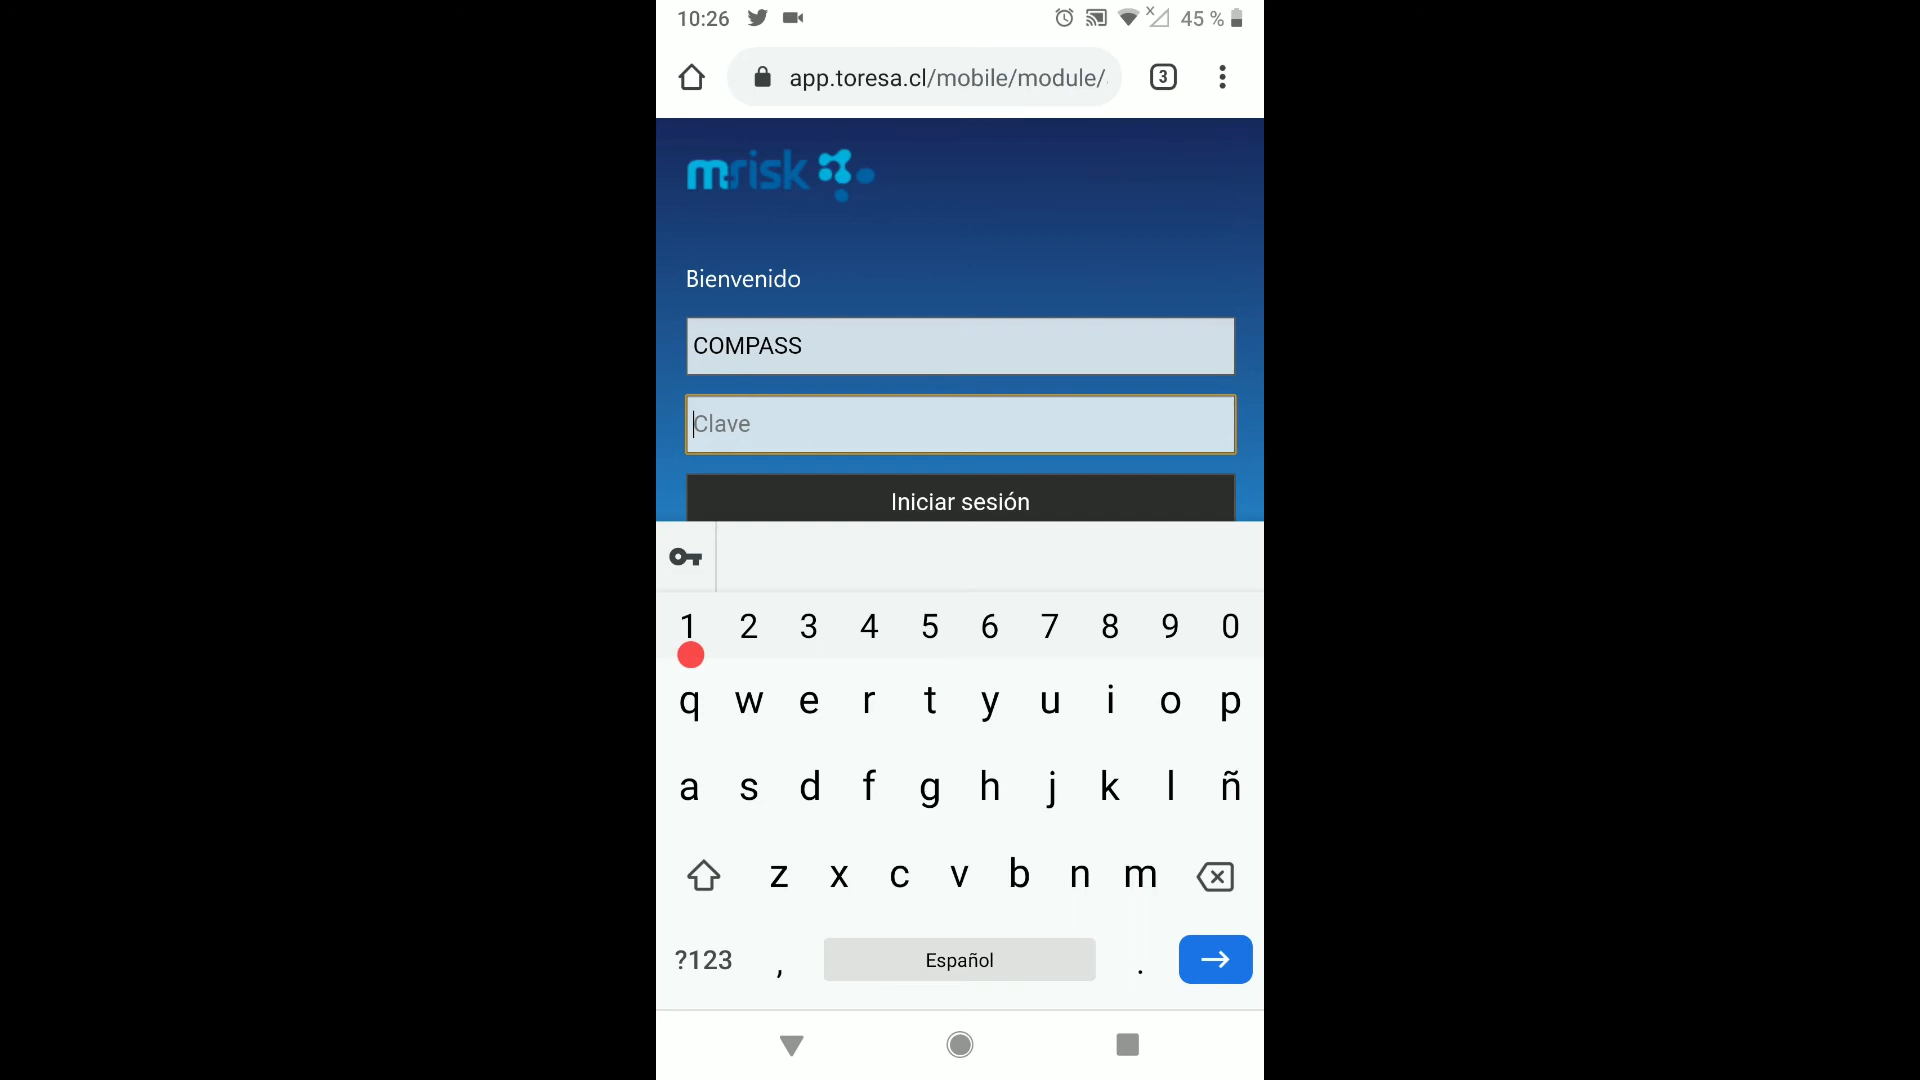 10:26 45 %
app.toresa.cl/mobile/module/
3
mrisk
Bienvenido
COMPASS
Clave
Iniciar sesión
1 2 3 4 5 6 7 8 9 0
q w e r t y u i o p
a s d f g h j k l ñ
z x c v b n m
?123 , Español .